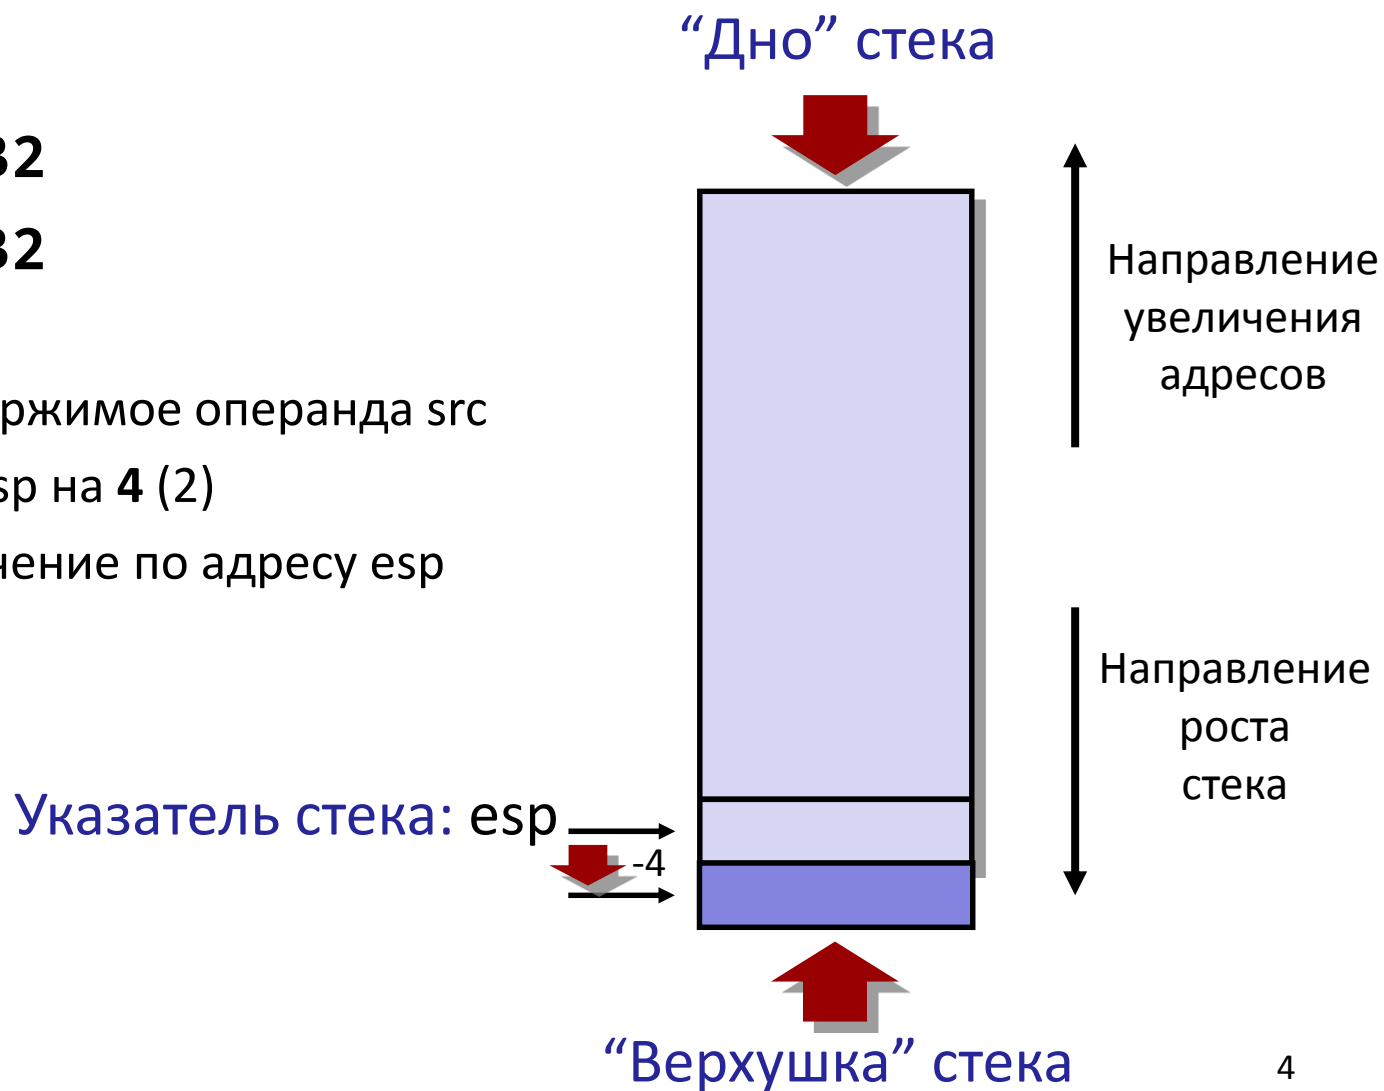 “Дно” стека
32
32
ржимое операнда src
sp на 4 (2)
чение по адресу esp
Направление
увеличения
адресов
Направление
роста
стека
Указатель стека: esp
-4
“Верхушка” стека
4